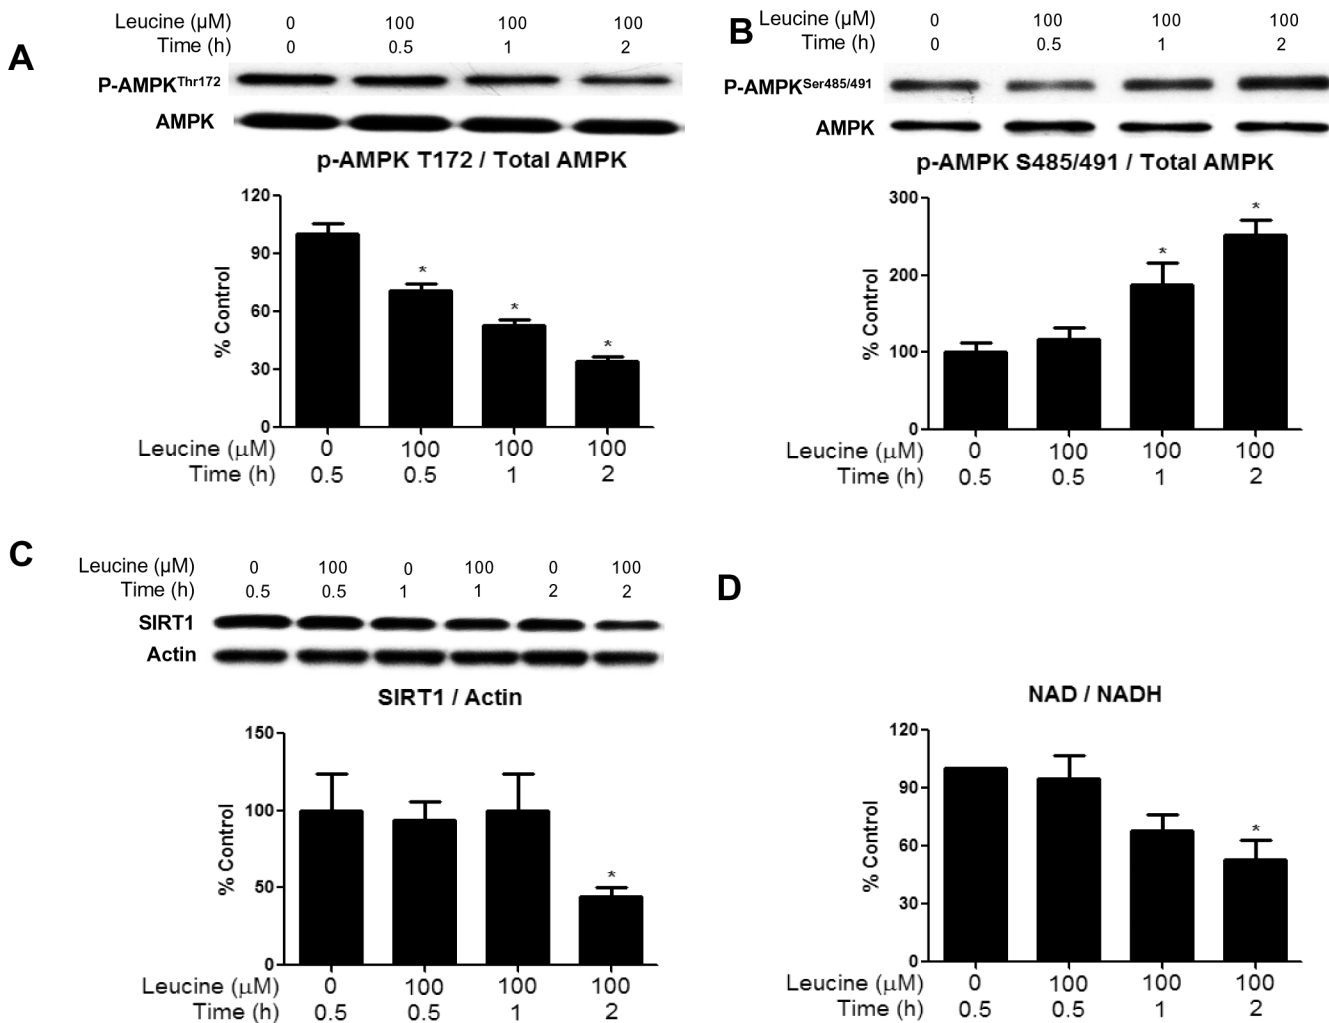 A
Leucine (µM) 0 100 100 100
Time (h) 0 0.5 1 2
P-AMPKThr172
AMPK
p-AMPK T172 / Total AMPK
120
90
60
30
0
% Control
* * *
Leucine (µM) 0 100 100 100
Time (h) 0.5 0.5 1 2
B
Leucine (µM) 0 100 100 100
Time (h) 0 0.5 1 2
P-AMPKSer485/491
AMPK
p-AMPK S485/491 / Total AMPK
300
200
100
0
% Control
* *
Leucine (µM) 0 100 100 100
Time (h) 0.5 0.5 1 2
C
Leucine (µM) 0 100 0 100 0 100
Time (h) 0.5 0.5 1 1 2 2
SIRT1
Actin
SIRT1 / Actin
150
100
50
0
% Control
*
Leucine (µM) 0 100 100 100
Time (h) 0.5 0.5 1 2
D
NAD / NADH
120
90
60
30
0
% Control
*
Leucine (µM) 0 100 100 100
Time (h) 0.5 0.5 1 2